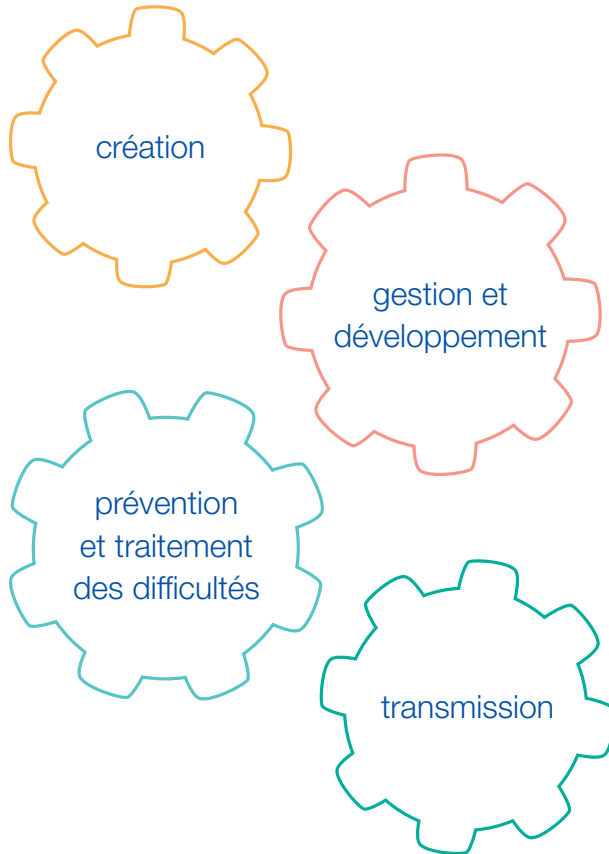 création
gestion et
développement
prévention
et traitement
des difficultés
transmission